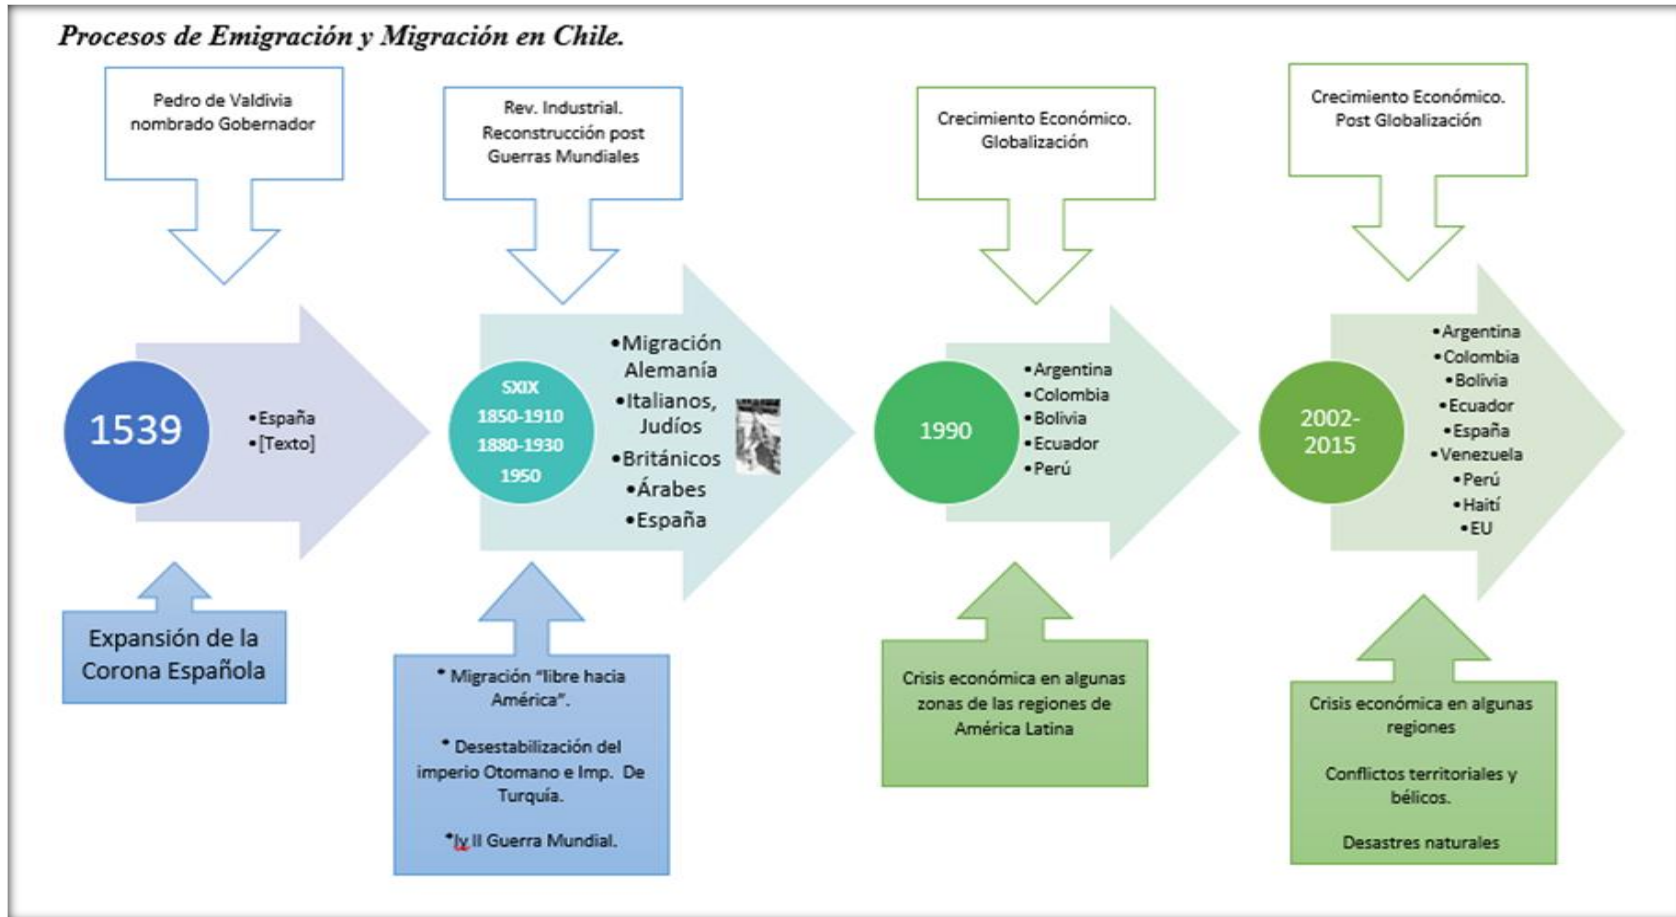 Procesos de Emigración y Migración en Chile.
Pedro de Valdivia
nombrado Gobernador
Rev. Industrial.
Reconstrucción post
Guerras Mundiales
Crecimiento Económico.
Globalización
Crecimiento Económico.
Post Globalización
1539
•España
•[Texto]
SXIX
1850-1910
1880-1930
1950
•Migración
Alemanía
•Italianos,
Judíos
•Británicos
•Árabes
•España
1990
•Argentina
•Colombia
•Bolivia
•Ecuador
•Perú
2002-
2015
•Argentina
•Colombia
•Bolivia
•Ecuador
•España
•Venezuela
•Perú
•Haití
•EU
Expansión de la
Corona Española
* Migración “libre hacia
América”.
* Desestabilización del
imperio Otomano e Imp. De
Turquía.
*Iy II Guerra Mundial.
Crisis económica en algunas
zonas de las regiones de
América Latina
Crisis económica en algunas
regiones
Conflictos territoriales y
bélicos.
Desastres naturales